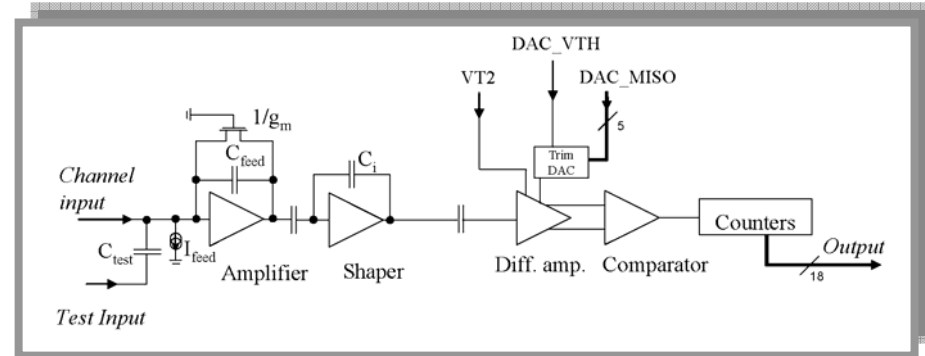 DAC_VTH
VT2
DAC_MISO
1/gm
5
Cfeed
Trim
DAC
Channel
input
Ci
Counters
Ctest
Ifeed
Output
Amplifier
Shaper
Diff. amp.
Comparator
18
Test Input